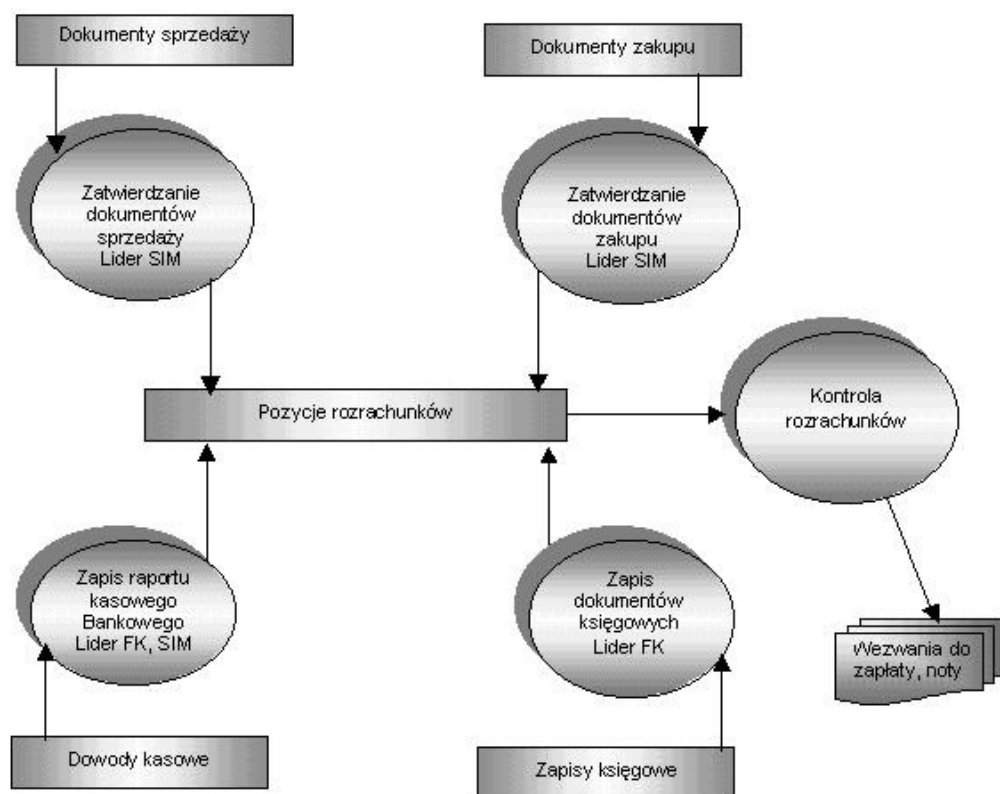 Dokumenty sprzedaży
Dokumenty zakupu
Zatwierdzanie
dokumentów
sprzedaży
Lider SIM
Zatwierdzanie
dokumentów
zakupu
Lider SIM
Pozycje rozrachunków
Kontrola
rozrachunków
Zapis raportu
kasowego
Bankowego
Lider FK, SIM
Zapis
dokumentów
księgowych
Lider FK
Wezwania do
zapłaty, noty
Dowody kasowe
Zapisy księgowe